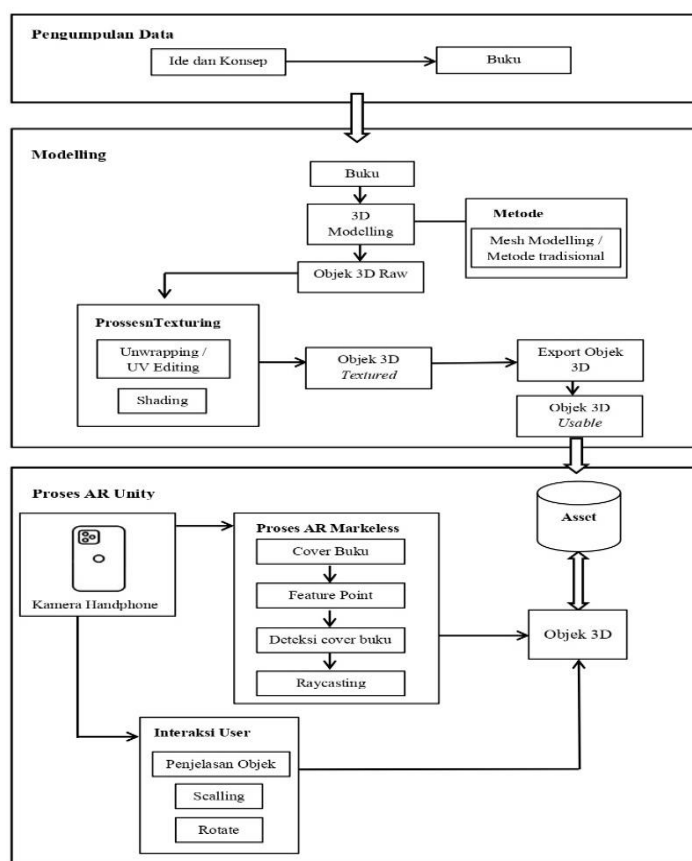 Pengumpulan Data
Ide dan Konsep
Buku
Modelling
Buku
3D
Modelling
Metode
Mesh Modelling /
Metode tradisional
Objek 3D Raw
ProssesnTexturing
Unwrapping /
UV Editing
Shading
Objek 3D
Textured
Export Objek
3D
Objek 3D
Usable
Proses AR Unity
Kamera Handphone
Proses AR Markeless
Cover Buku
Feature Point
Deteksi cover buku
Raycasting
Asset
Objek 3D
Interaksi User
Penjelasan Objek
Scalling
Rotate